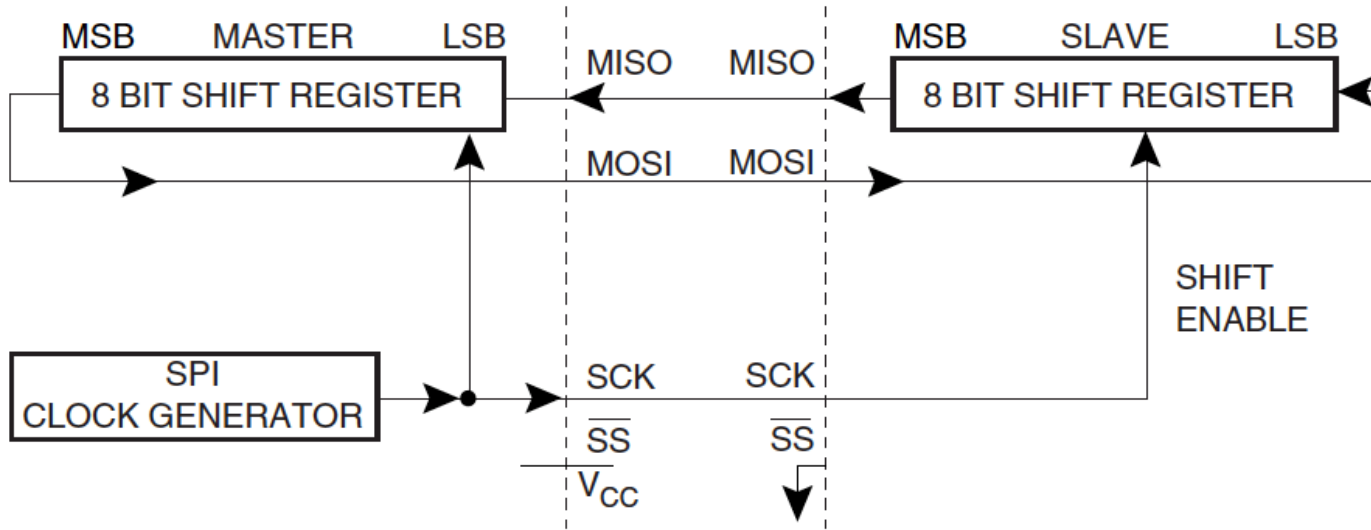 MSB MASTER LSB
8 BIT SHIFT REGISTER
MISO MISO
MSB SLAVE LSB
8 BIT SHIFT REGISTER
MOSI MOSI
SHIFT
ENABLE
SPI
CLOCK GENERATOR
SCK SCK
SS SS
VCC